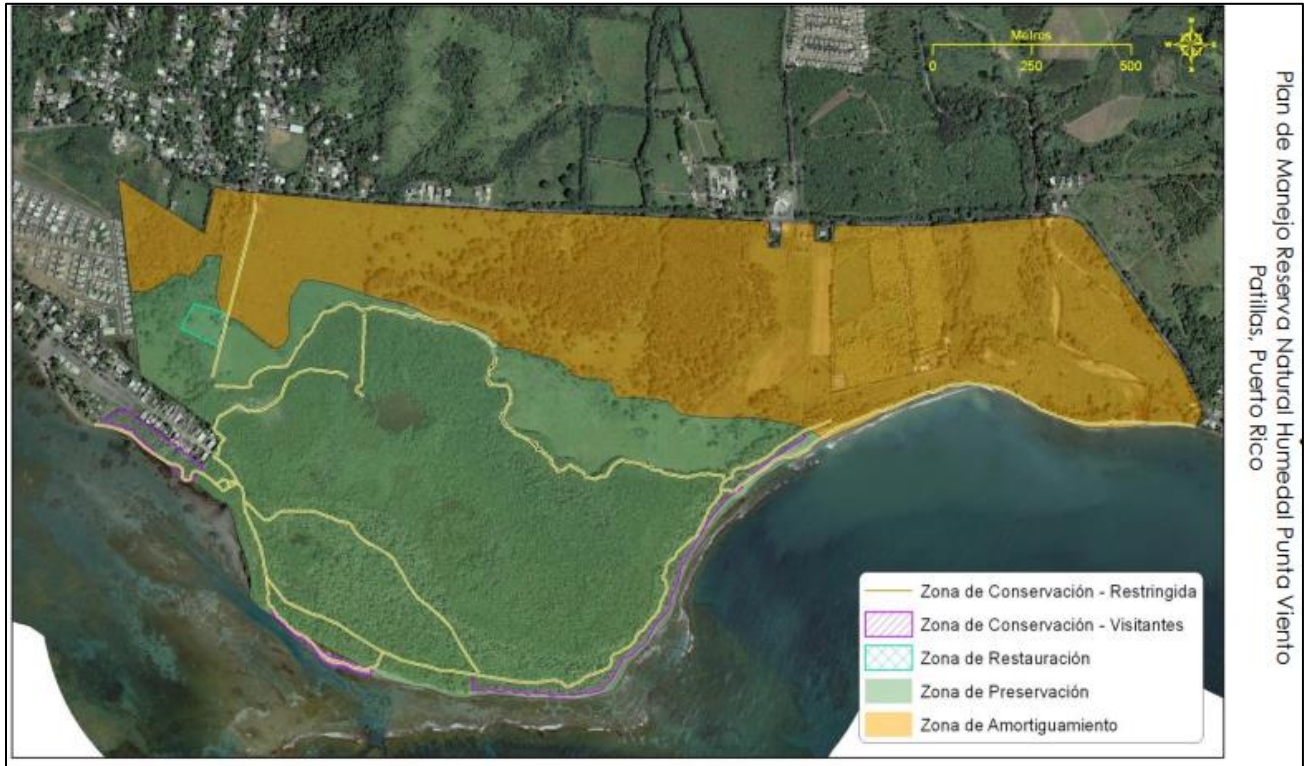 Metros
0 250 500
N
W E
S
Plan de Manejo Reserva Natural Humedal Punta Viento
Patillas, Puerto Rico
Zona de Conservación - Restringida
Zona de Conservación - Visitantes
Zona de Restauración
Zona de Preservación
Zona de Amortiguamiento